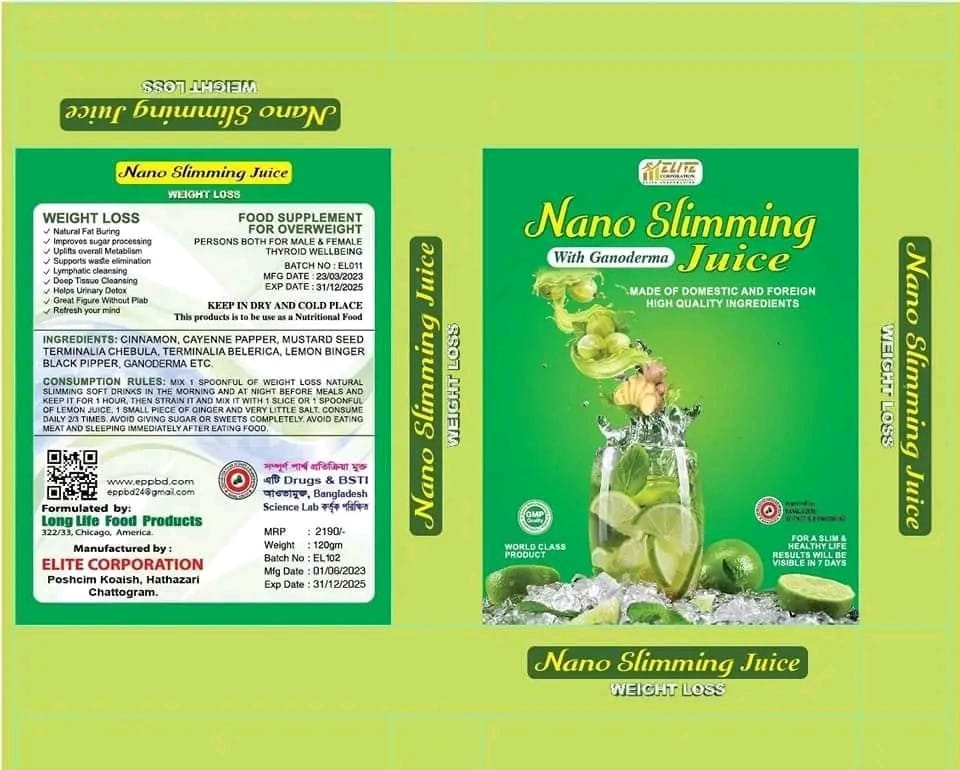 WEIGHT LOSS
Nano Slimming Juice
Nano Slimming Juice
WEIGHT LOSS
WEIGHT LOSS
✓ Natural Fat Buring
✓ Improves sugar processing
✓ Uplifts overall Metablism
✓ Supports waste elimination
✓ Lymphatic cleansing
✓ Deep Tissue Cleansing
✓ Helps Urinary Detox
✓ Great Figure Without Plab
✓ Refresh your mind
FOOD SUPPLEMENT
FOR OVERWEIGHT
PERSONS BOTH FOR MALE & FEMALE
THYROID WELLBEING
BATCH NO : EL011
MFG DATE : 23/03/2023
EXP DATE : 31/12/2025
KEEP IN DRY AND COLD PLACE
This products is to be use as a Nutritional Food
INGREDIENTS: CINNAMON, CAYENNE PAPPER, MUSTARD SEED
TERMINALIA CHEBULA, TERMINALIA BELERICA, LEMON BINGER
BLACK PIPPER, GANODERMA ETC.
CONSUMPTION RULES: MIX 1 SPOONFUL OF WEIGHT LOSS NATURAL
SLIMMING SOFT DRINKS IN THE MORNING AND AT NIGHT BEFORE MEALS AND
KEEP IT FOR 1 HOUR, THEN STRAIN IT AND MIX IT WITH 1 SLICE OR 1 SPOONFUL
OF LEMON JUICE, 1 SMALL PIECE OF GINGER AND VERY LITTLE SALT. CONSUME
DAILY 2/3 TIMES. AVOID GIVING SUGAR OR SWEETS COMPLETELY. AVOID EATING
MEAT AND SLEEPING IMMEDIATELY AFTER EATING FOOD.
www.eppbd.com
eppbd24@gmail.com
Formulated by:
Long Life Food Products
322/33, Chicago, America.
Manufactured by :
ELITE CORPORATION
Poshcim Koaish, Hathazari
Chattogram.
সম্পূর্ণ পার্শ্ব প্রতিক্রিয়া মুক্ত
এটি Drugs & BSTI
আওতামুক্ত, Bangladesh
Science Lab কর্তৃক পরিক্ষিত
MRP : 2190/-
Weight : 120gm
Batch No : EL102
Mfg Date : 01/06/2023
Exp Date : 31/12/2025
Nano Slimming Juice
WEIGHT LOSS
ELITE
CORPORATION
Nano Slimming
With Ganoderma Juice
MADE OF DOMESTIC AND FOREIGN
HIGH QUALITY INGREDIENTS
GMP
Quality
WORLD CLASS
PRODUCT
BANGLADESH
FOR A SLIM &
HEALTHY LIFE
RESULTS WILL BE
VISIBLE IN 7 DAYS
WEIGHT LOSS
Nano Slimming Juice
Nano Slimming Juice
WEIGHT LOSS